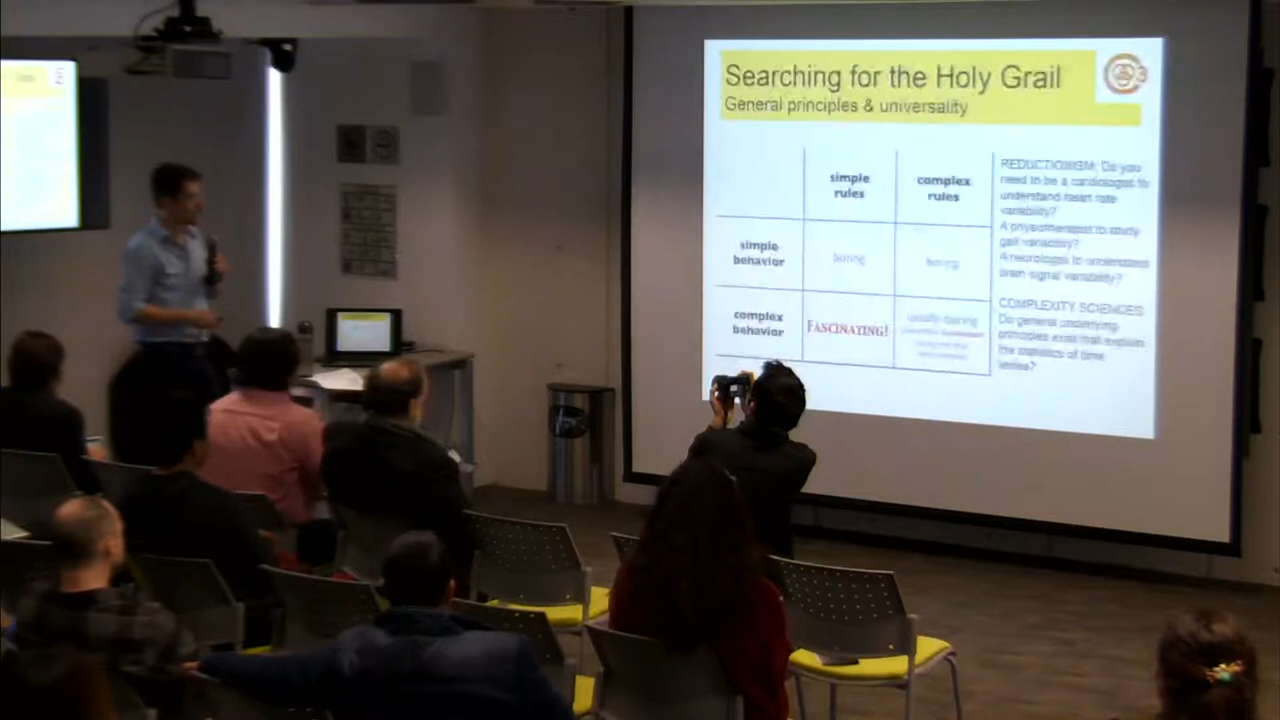 Searching for the Holy Grail
General principles & universality
simple
rules
complex
rules
simple
behavior
boring
boring
complex
behavior
FASCINATING!
usually boring
REDUCTIONISM: Do you
need to be a cardiologist to
understand heart rate
variability?
A physiotherapist to study
gait variability?
A neurologist to understand
brain signal variability?
COMPLEXITY SCIENCES:
Do general underlying
principles exist that explain
the statistics of time
series?